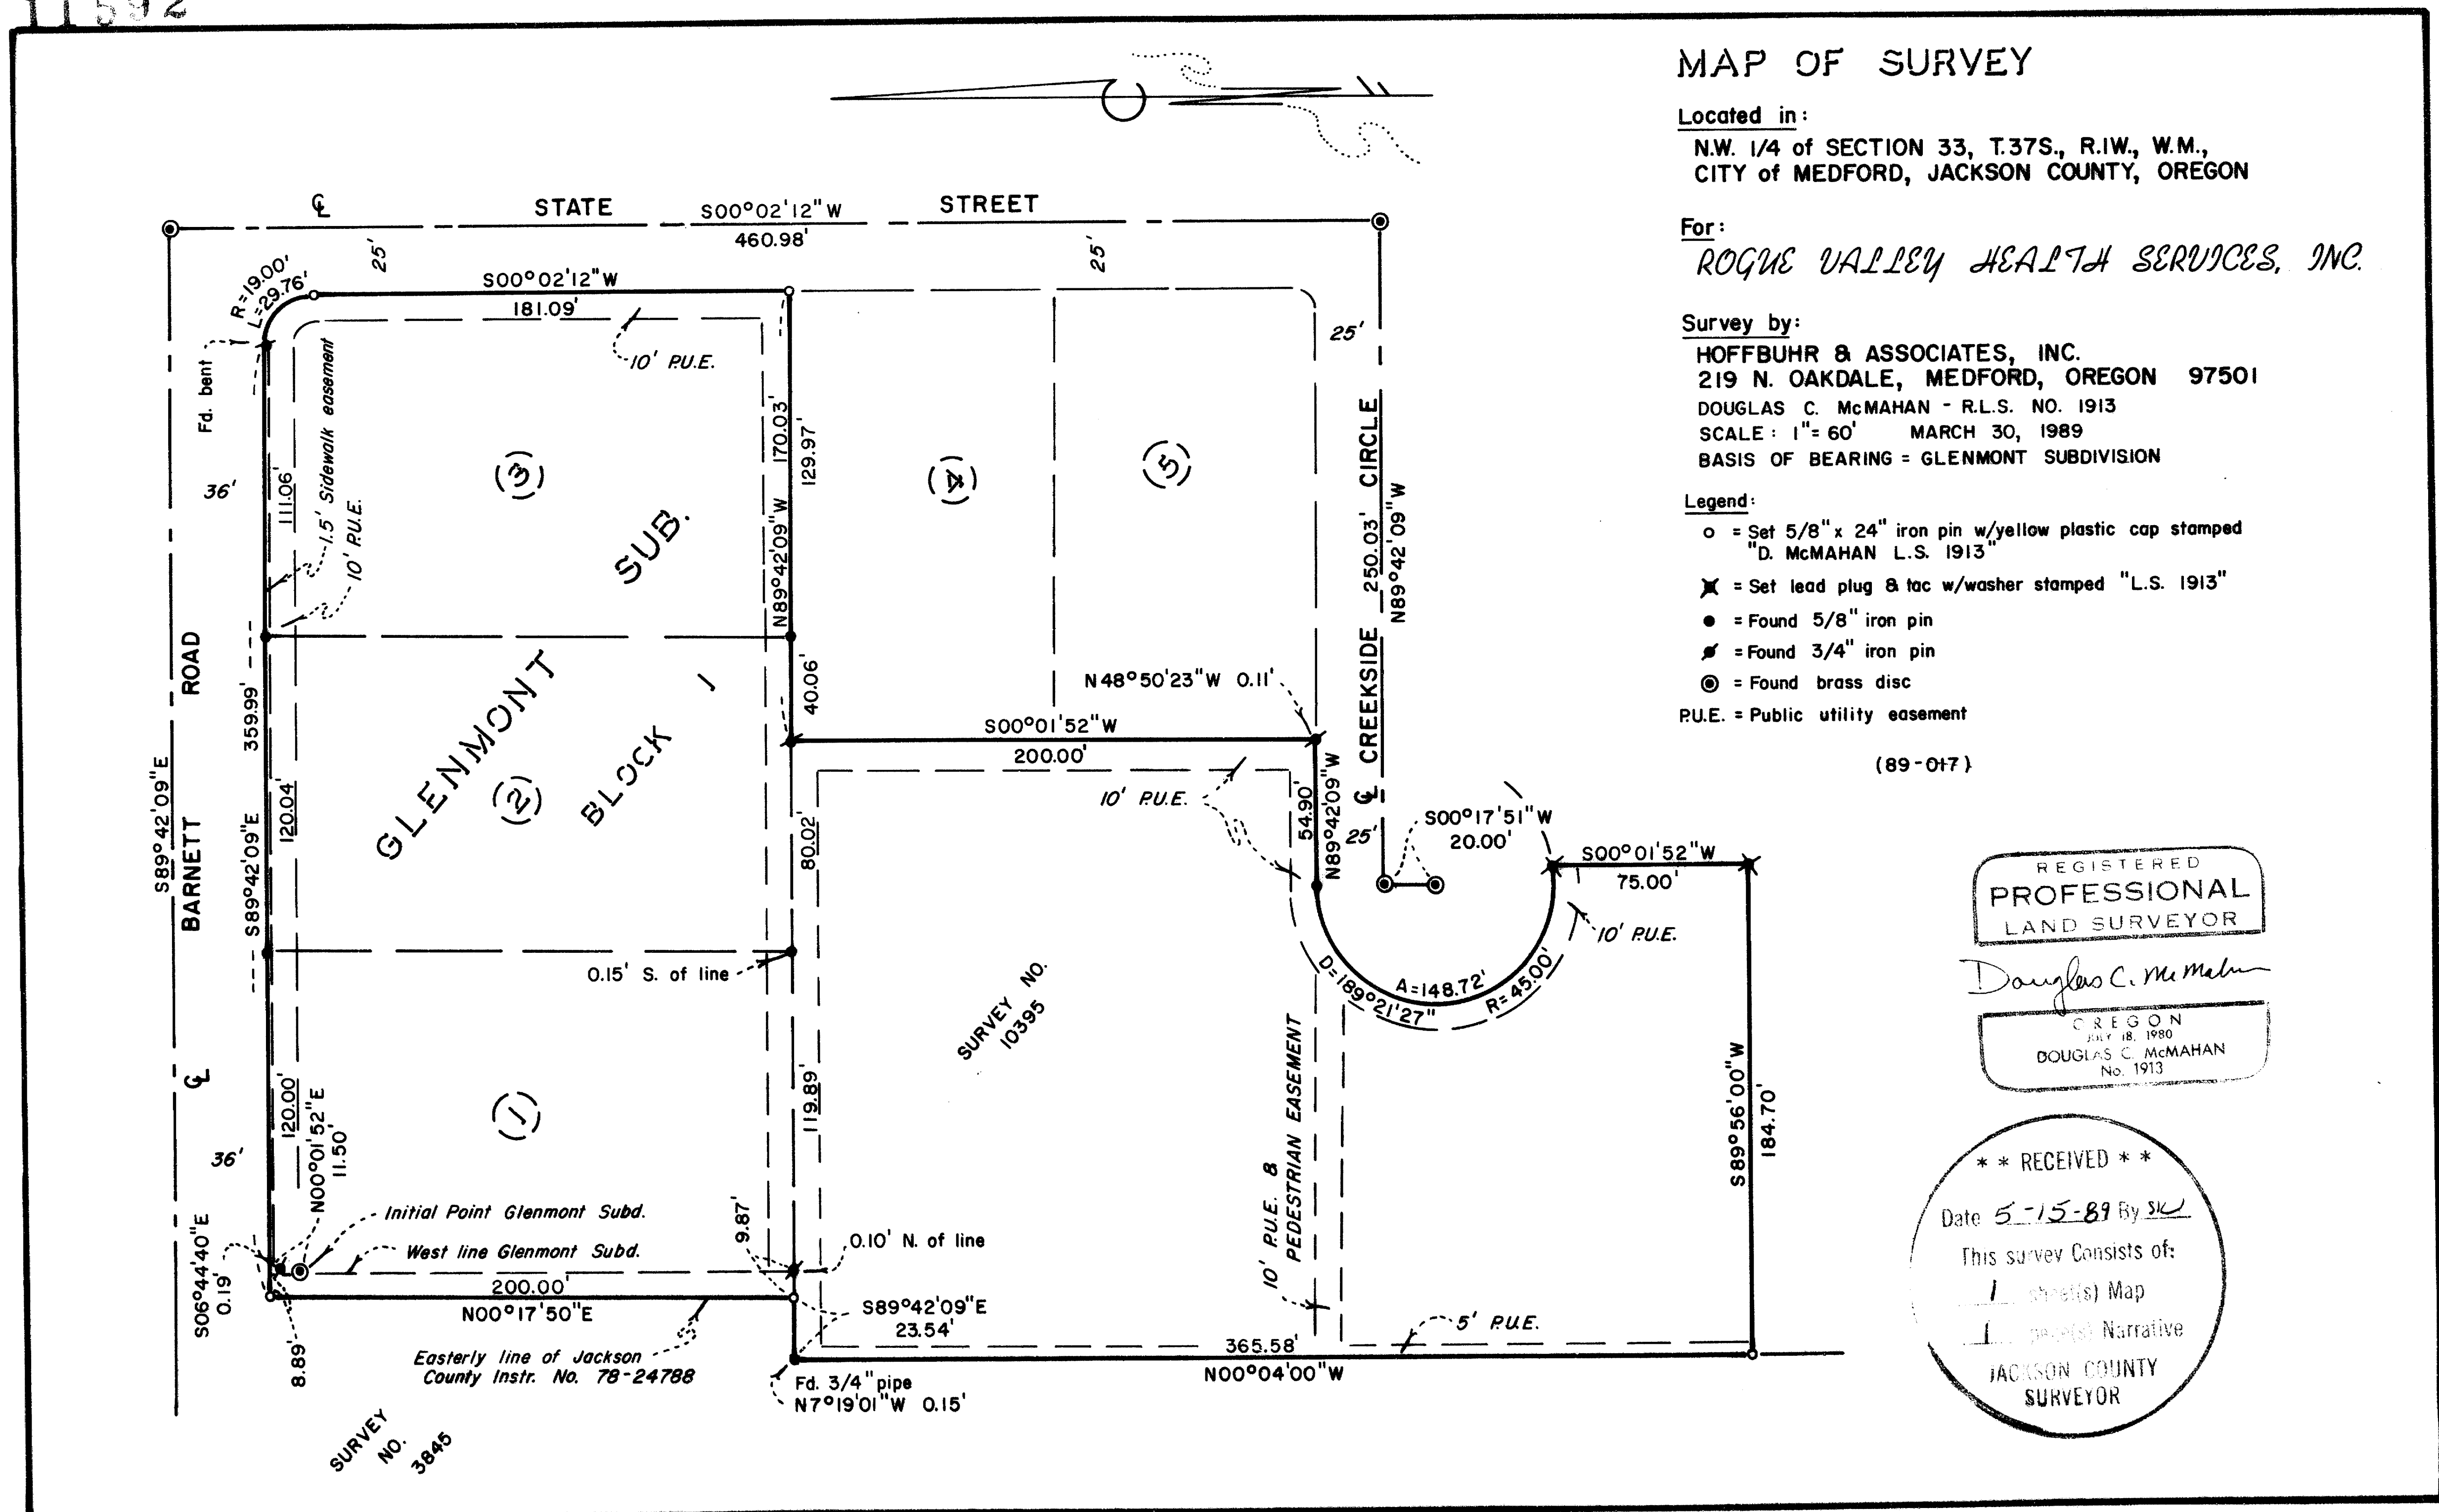 11592
MAP OF SURVEY
Located in:
N.W. 1/4 of SECTION 33, T.37S., R.1W., W.M.,
CITY of MEDFORD, JACKSON COUNTY, OREGON
For:
ROGUE VALLEY HEALTH SERVICES, INC.
Survey by:
HOFFBUHR & ASSOCIATES, INC.
219 N. OAKDALE, MEDFORD, OREGON 97501
DOUGLAS C. McMAHAN - R.L.S. NO. 1913
SCALE: 1"= 60' MARCH 30, 1989
BASIS OF BEARING = GLENMONT SUBDIVISION
Legend:
o = Set 5/8" x 24" iron pin w/yellow plastic cap stamped
"D. McMAHAN L.S. 1913"
= Set lead plug & tac w/washer stamped "L.S. 1913"
● = Found 5/8" iron pin
= Found 3/4" iron pin
◉ = Found brass disc
P.U.E. = Public utility easement
(89-017)
REGISTERED
PROFESSIONAL
LAND SURVEYOR
Douglas C. McMahan
OREGON
JULY 18, 1980
DOUGLAS C. McMAHAN
No. 1913
* * RECEIVED * *
Date 5-15-89 By
This survey Consists of:
1 sheet(s) Map
1 page(s) Narrative
JACKSON COUNTY
SURVEYOR
℄ STATE STREET
S00°02'12"W
460.98'
25'
25'
R=19.00'
L=29.76'
S00°02'12"W
181.09'
10' P.U.E.
Fd. bent
36'
111.06'
1.5' Sidewalk easement
10' P.U.E.
(3)
170.03'
129.97'
N89°42'09"W
(4)
(5)
25'
℄ CREEKSIDE CIRCLE
250.03'
N89°42'09"W
GLENMONT SUB.
BLOCK 1
(2)
℄ BARNETT ROAD
S89°42'09"E
359.99'
S89°42'09"E
120.04'
40.06'
N48°50'23"W 0.11'
S00°01'52"W
200.00'
10' P.U.E.
80.02'
54.90'
N89°42'09"W
25'
S00°17'51"W
20.00'
S00°01'52"W
75.00'
10' P.U.E.
A=148.72'
D=189°21'27"
R=45.00'
0.15' S. of line
SURVEY NO.
10395
(1)
120.00'
N00°01'52"E
11.50'
119.89'
36'
S06°44'40"E
0.19'
Initial Point Glenmont Subd.
West line Glenmont Subd.
200.00'
N00°17'50"E
8.89'
Easterly line of Jackson
County Instr. No. 78-24788
SURVEY
NO.
3845
9.87'
0.10' N. of line
S89°42'09"E
23.54'
Fd. 3/4" pipe
N7°19'01"W 0.15'
10' P.U.E. &
PEDESTRIAN EASEMENT
5' P.U.E.
365.58'
N00°04'00"W
S89°56'00"W
184.70'